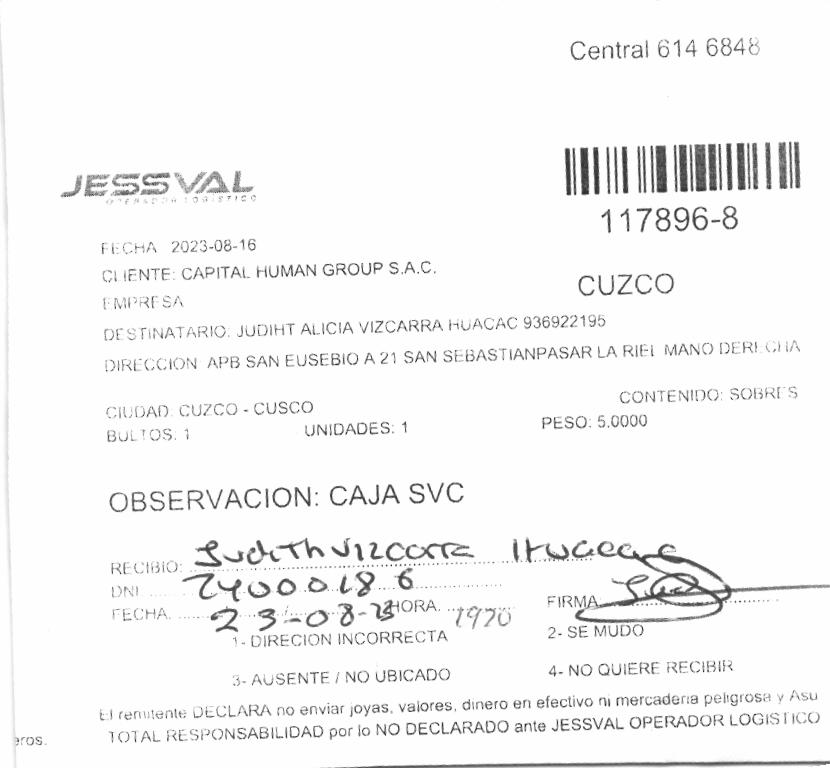 Central 614 6848
JESSVAL
OPERADOR LOGISTICO
117896-8
FECHA 2023-08-16
CLIENTE: CAPITAL HUMAN GROUP S.A.C.
CUZCO
EMPRESA
DESTINATARIO: JUDIHT ALICIA VIZCARRA HUACAC 936922195
DIRECCION: APB SAN EUSEBIO A 21 SAN SEBASTIANPASAR LA RIEL MANO DERECHA
CIUDAD: CUZCO - CUSCO CONTENIDO: SOBRES
BULTOS: 1 UNIDADES: 1 PESO: 5.0000
OBSERVACION: CAJA SVC
RECIBIO: Judith Vizcarra
DNI: 24000186
FECHA: 23-08-23 HORA: 1970 FIRMA
1- DIRECION INCORRECTA 2- SE MUDO
3- AUSENTE / NO UBICADO 4- NO QUIERE RECIBIR
El remitente DECLARA no enviar joyas, valores, dinero en efectivo ni mercaderia peligrosa y Asu
eros. TOTAL RESPONSABILIDAD por lo NO DECLARADO ante JESSVAL OPERADOR LOGISTICO